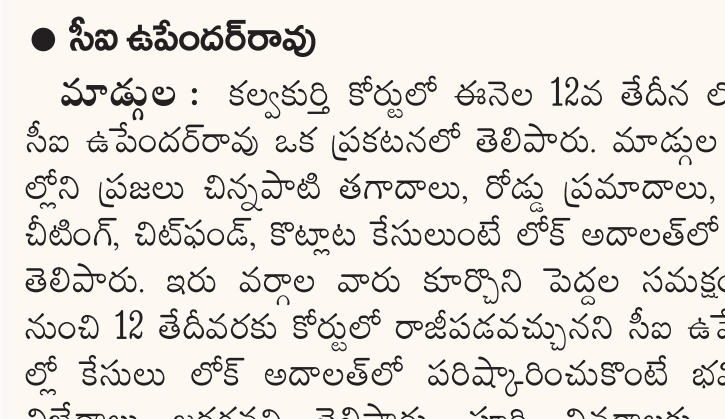 ● సీఐ ఉపేందర్‌రావు
మాడ్గుల : కల్వకుర్తి కోర్టులో ఈనెల 12వ తేదీన
సీఐ ఉపేందర్‌రావు ఒక ప్రకటనలో తెలిపారు. మాడ్గుల
ల్లోని ప్రజలు చిన్నపాటి తగాదాలు, రోడ్డు ప్రమాదాలు,
చీటింగ్, చిట్‌ఫండ్, కొట్లాట కేసులుంటే లోక్ అదాలత్‌లో
తెలిపారు. ఇరు వర్గాల వారు కూర్చొని పెద్దల
నుంచి 12 తేదీవరకు కోర్టులో రాజీపడవచ్చునని సీఐ
ల్లో కేసులు లోక్ అదాలత్‌లో పరిష్కారించుకొంటే